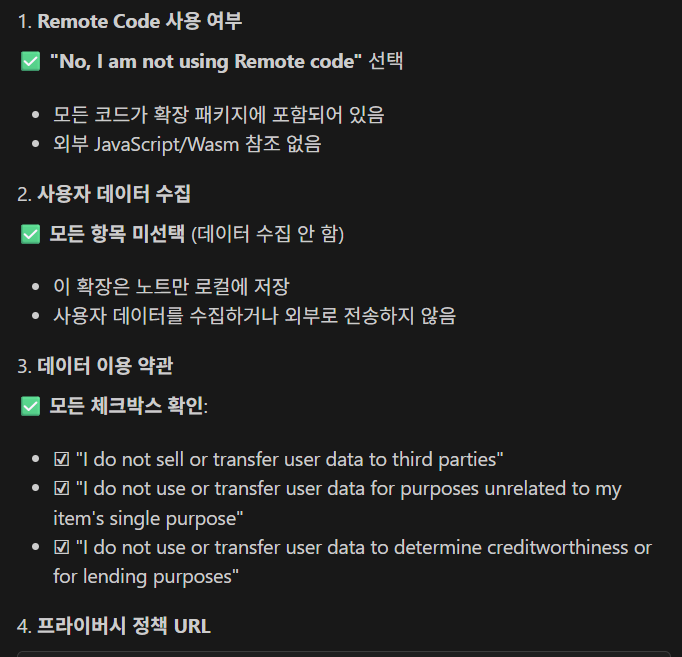 1. Remote Code 사용 여부
✅ "No, I am not using Remote code" 선택
• 모든 코드가 확장 패키지에 포함되어 있음
• 외부 JavaScript/Wasm 참조 없음
2. 사용자 데이터 수집
✅ 모든 항목 미선택 (데이터 수집 안 함)
• 이 확장은 노트만 로컬에 저장
• 사용자 데이터를 수집하거나 외부로 전송하지 않음
3. 데이터 이용 약관
✅ 모든 체크박스 확인:
• ☑ "I do not sell or transfer user data to third parties"
• ☑ "I do not use or transfer user data for purposes unrelated to my
item's single purpose"
• ☑ "I do not use or transfer user data to determine creditworthiness or
for lending purposes"
4. 프라이버시 정책 URL